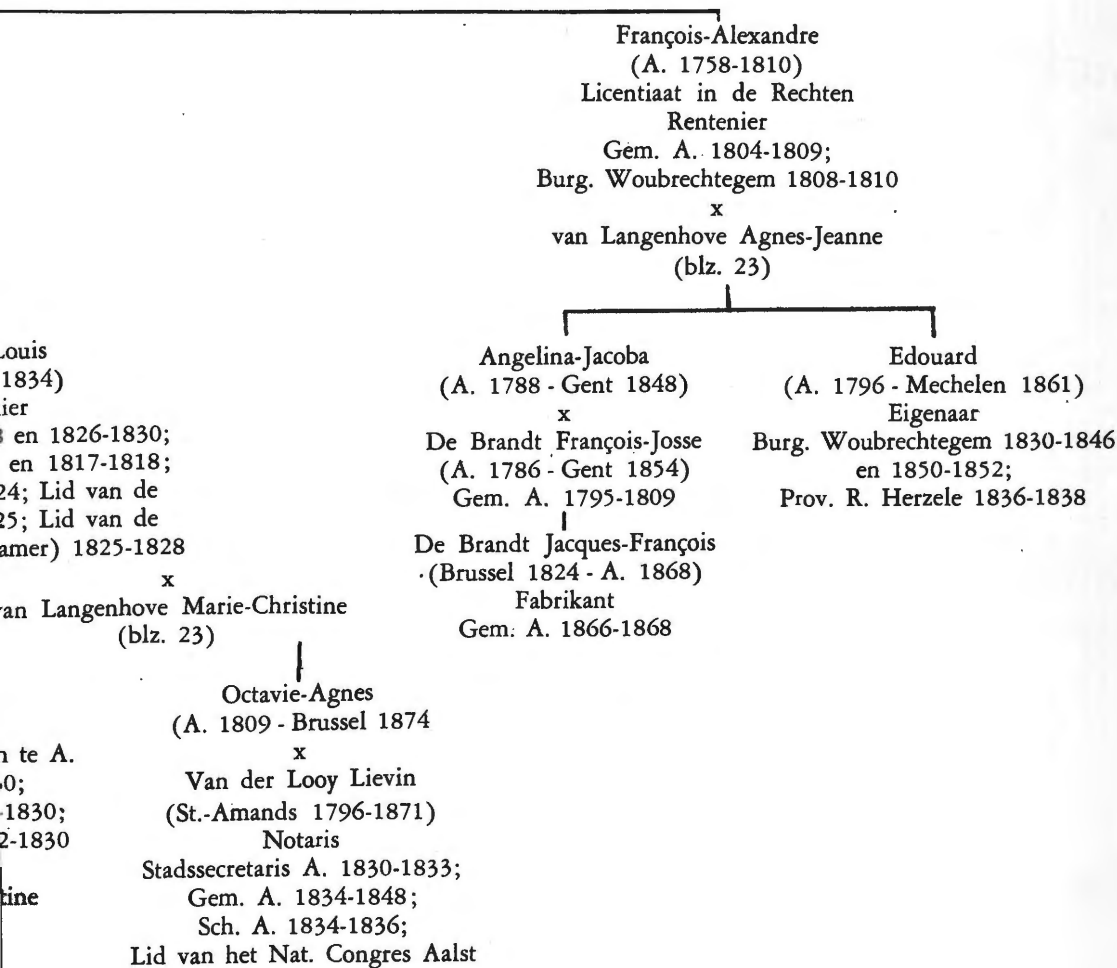 François-Alexandre
(A. 1758-1810)
Licentiaat in de Rechten
Rentenier
Gem. A. 1804-1809;
Burg. Woubrechtegem 1808-1810
x
van Langenhove Agnes-Jeanne
(blz. 23)
Angelina-Jacoba
(A. 1788 - Gent 1848)
x
De Brandt François-Josse
(A. 1786 - Gent 1854)
Gem. A. 1795-1809
De Brandt Jacques-François
(Brussel 1824 - A. 1868)
Fabrikant
Gem. A. 1866-1868
Edouard
(A. 1796 - Mechelen 1861)
Eigenaar
Burg. Woubrechtegem 1830-1846
en 1850-1852;
Prov. R. Herzele 1836-1838
Louis
1834)
ier
en 1826-1830;
en 1817-1818;
24; Lid van de
25; Lid van de
amer) 1825-1828
x
van Langenhove Marie-Christine
(blz. 23)
Octavie-Agnes
(A. 1809 - Brussel 1874
x
Van der Looy Lievin
(St.-Amands 1796-1871)
Notaris
Stadssecretaris A. 1830-1833;
Gem. A. 1834-1848;
Sch. A. 1834-1836;
Lid van het Nat. Congres Aalst
n te A.
0;
-1830;
2-1830
tine